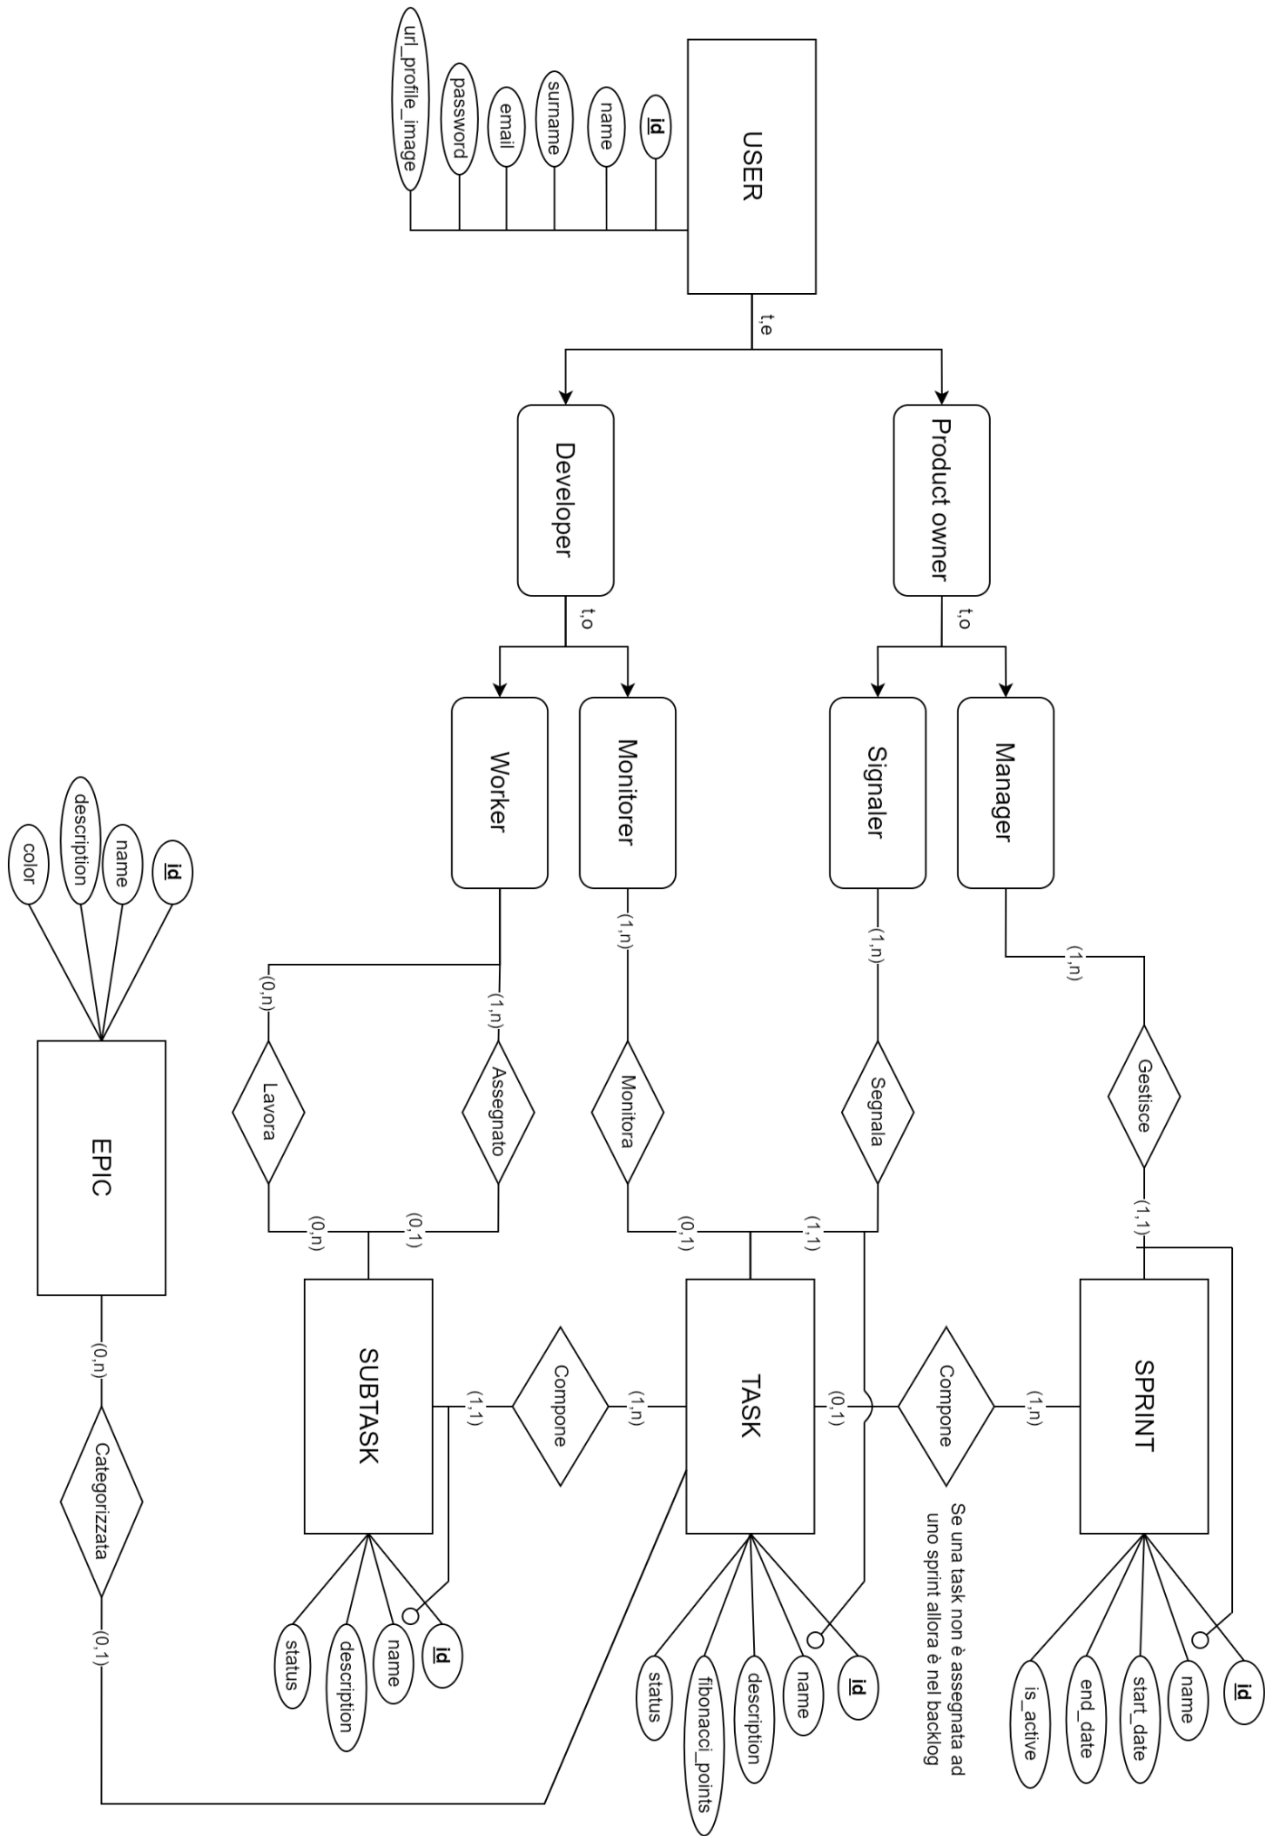 USER
id
name
surname
email
password
url_profile_image
t,e
Product owner
Developer
t,o
t,o
Manager
Signaler
Monitorer
Worker
(1,n)
(1,n)
(1,n)
(1,n)
(0,n)
Gestisce
Segnala
Monitora
Assegnato
Lavora
(1,1)
(1,1)
(0,1)
(0,1)
(0,n)
SPRINT
id
name
start_date
end_date
is_active
(1,n)
Compone
(0,1)
Se una task non è assegnata ad
uno sprint allora è nel backlog
TASK
id
name
description
fibonacci_points
status
(1,n)
Compone
(1,1)
SUBTASK
id
name
description
status
id
name
description
color
EPIC
(0,n)
Categorizzata
(0,1)